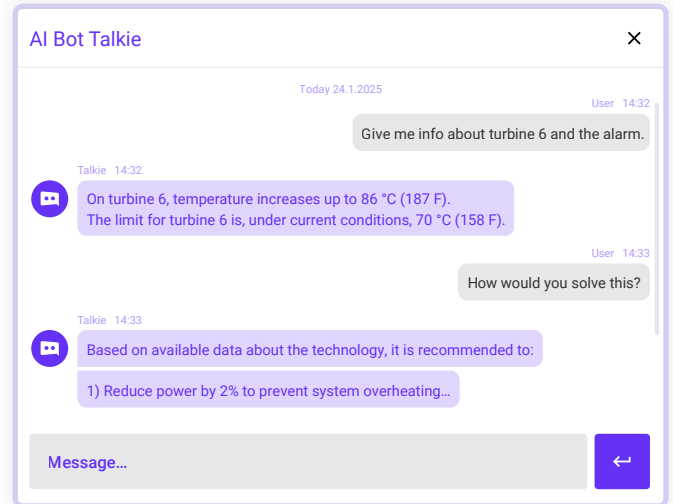 AI Bot Talkie
Today 24.1.2025
User 14:32
Give me info about turbine 6 and the alarm.
Talkie 14:32
On turbine 6, temperature increases up to 86 °C (187 F).
The limit for turbine 6 is, under current conditions, 70 °C (158 F).
User 14:33
How would you solve this?
Talkie 14:33
Based on available data about the technology, it is recommended to:
1) Reduce power by 2% to prevent system overheating...
Message...